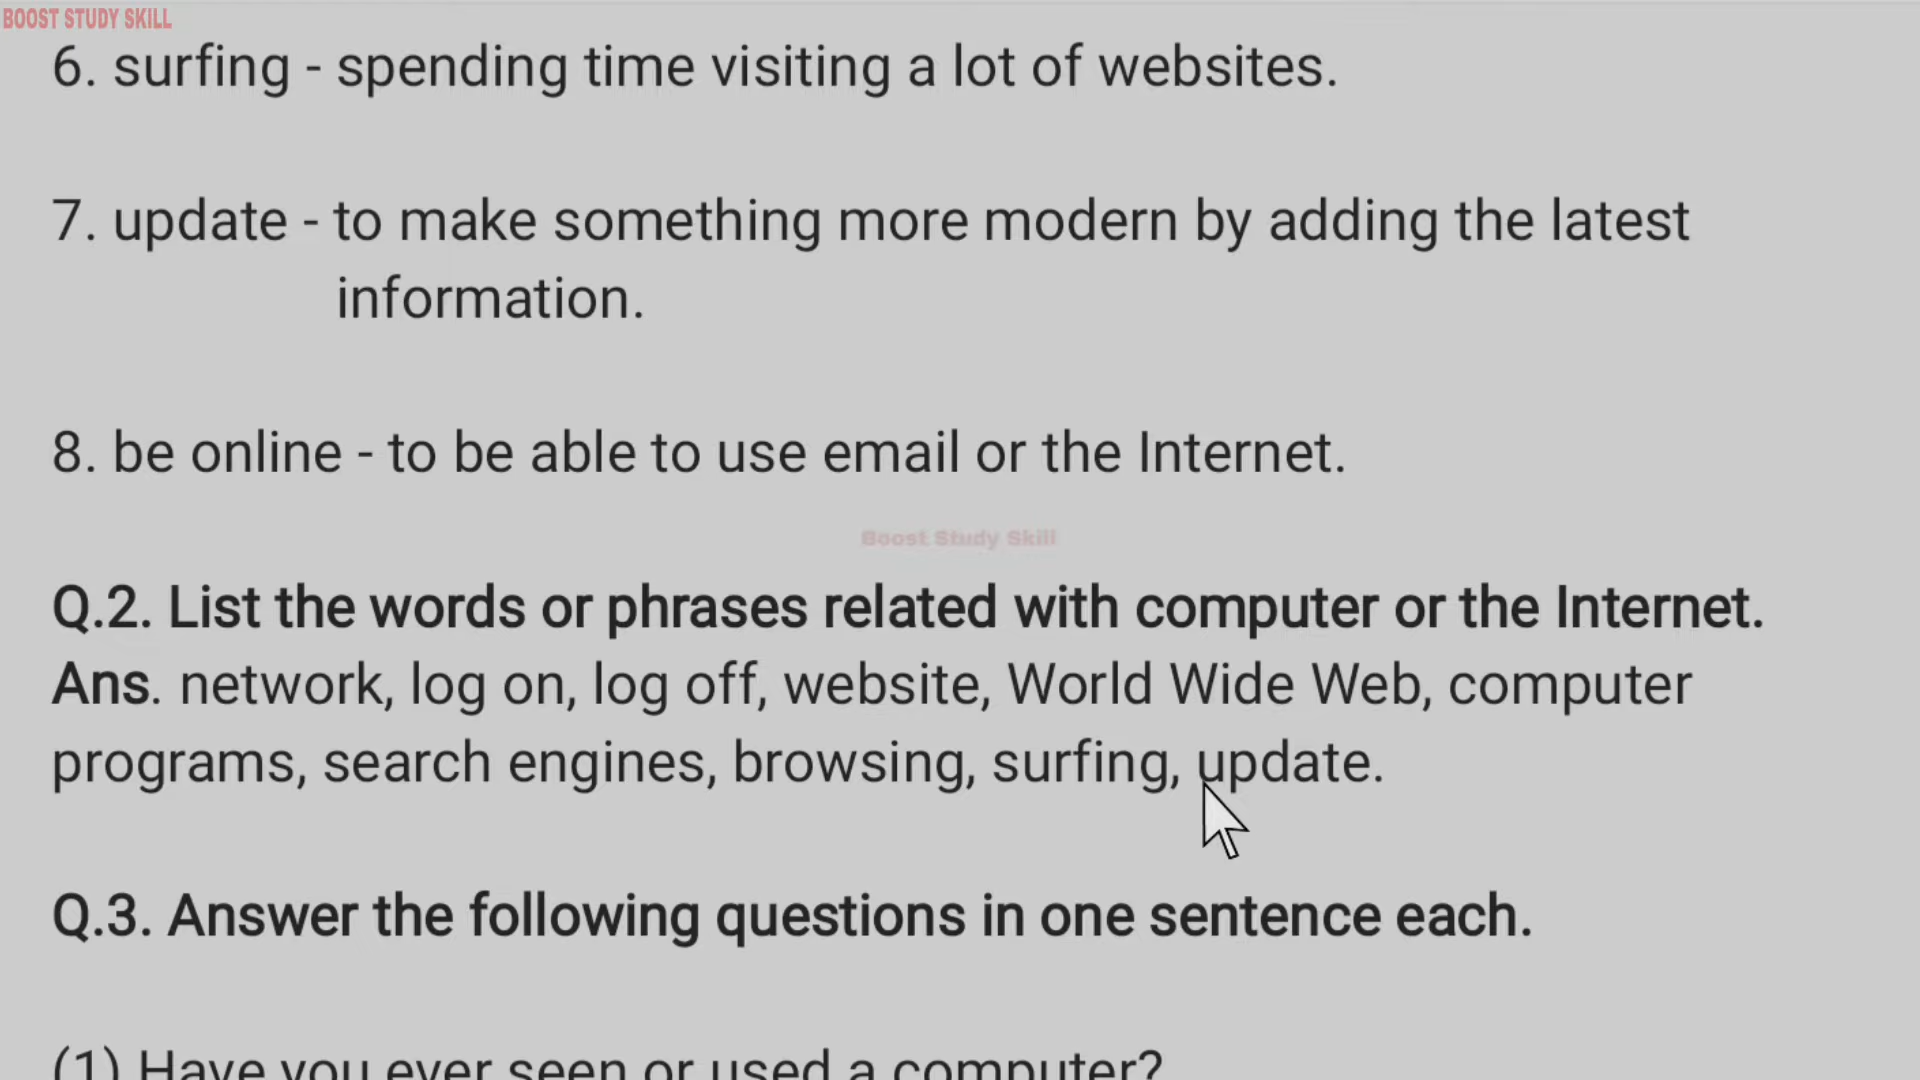 BOOST STUDY SKILL
6. surfing - spending time visiting a lot of websites.
7. update - to make something more modern by adding the latest
information.
8. be online - to be able to use email or the Internet.
Boost Study Skill
Q.2. List the words or phrases related with computer or the Internet.
Ans. network, log on, log off, website, World Wide Web, computer
programs, search engines, browsing, surfing, update.
Q.3. Answer the following questions in one sentence each.
(1) Have you ever seen or used a computer?